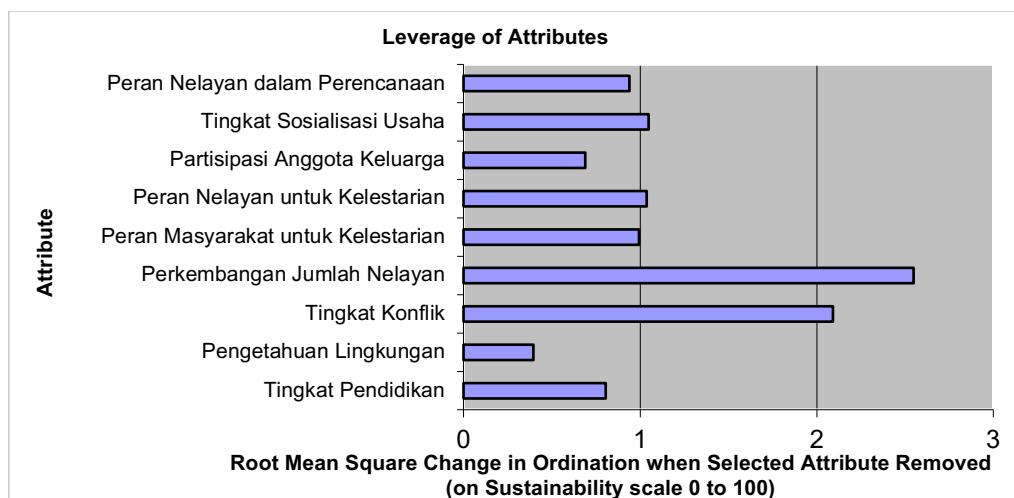 Leverage of Attributes
Attribute
Peran Nelayan dalam Perencanaan
Tingkat Sosialisasi Usaha
Partisipasi Anggota Keluarga
Peran Nelayan untuk Kelestarian
Peran Masyarakat untuk Kelestarian
Perkembangan Jumlah Nelayan
Tingkat Konflik
Pengetahuan Lingkungan
Tingkat Pendidikan
0 1 2 3
Root Mean Square Change in Ordination when Selected Attribute Removed
(on Sustainability scale 0 to 100)